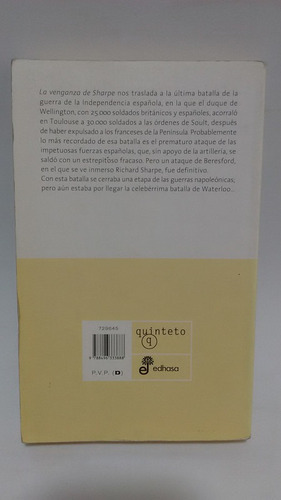 La venganza de Sharpe nos traslada a la última batalla de la
guerra de la independencia española, en la que el duque de
Wellington, con 25.000 soldados británicos y españoles, acorraló
en Toulouse a 30.000 soldados a las órdenes de Soult, después
de haber expulsado a los franceses de la Península. Probablemente
lo más recordado de esa batalla es el prematuro ataque de las
impetuosas fuerzas españolas, que, sin apoyo de la artillería, se
saldó con un estrepitoso fracaso. Pero un ataque de Beresford,
en el que se ve inmerso Richard Sharpe, fue definitivo.
Con esta batalla se cerraba una etapa de las guerras napoleónicas;
pero aún estaba por llegar la celebérrima batalla de Waterloo...
quinteto
q
edhasa
P.V.P.